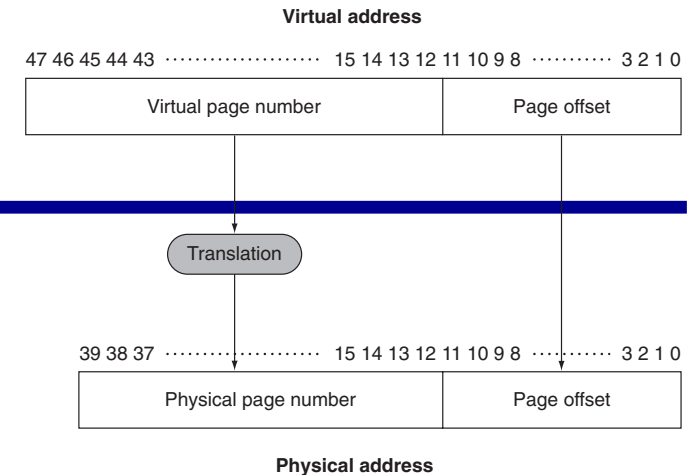 Virtual address
47 46 45 44 43 ····················· 15 14 13 12 11 10 9 8 ··········· 3 2 1 0
Virtual page number Page offset
Translation
39 38 37 ····················· 15 14 13 12 11 10 9 8 ··········· 3 2 1 0
Physical page number Page offset
Physical address